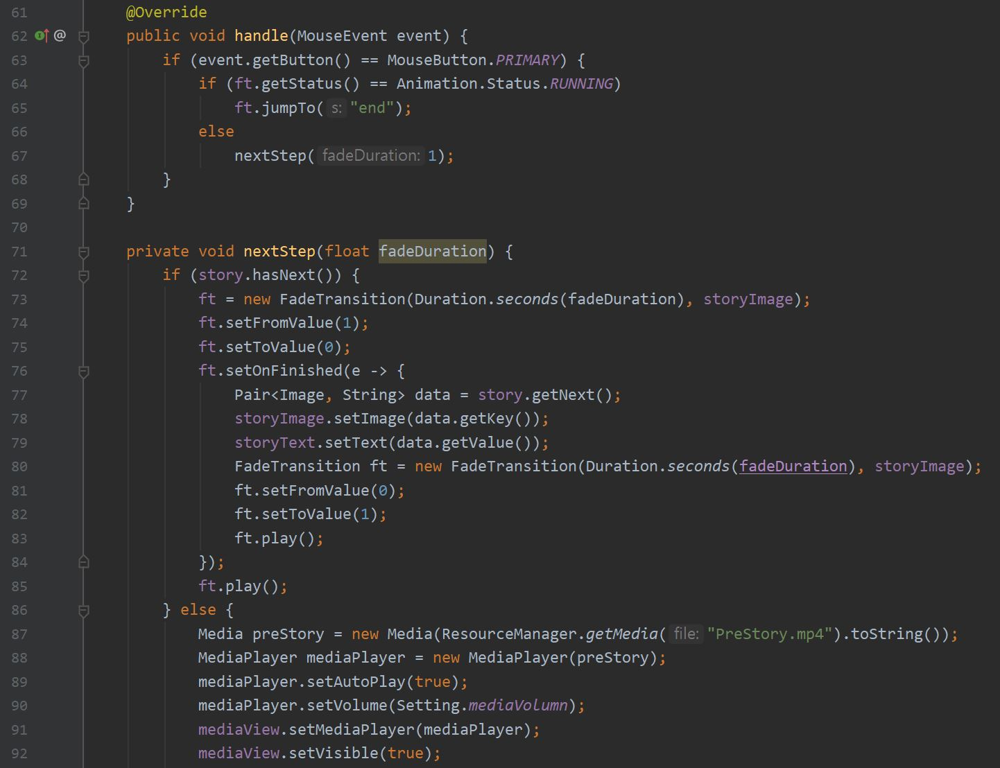 61 @Override
62 @ public void handle(MouseEvent event) {
63 if (event.getButton() == MouseButton.PRIMARY) {
64 if (ft.getStatus() == Animation.Status.RUNNING)
65 ft.jumpTo( s: "end");
66 else
67 nextStep( fadeDuration: 1);
68 }
69 }
70
71 private void nextStep(float fadeDuration) {
72 if (story.hasNext()) {
73 ft = new FadeTransition(Duration.seconds(fadeDuration), storyImage);
74 ft.setFromValue(1);
75 ft.setToValue(0);
76 ft.setOnFinished(e -> {
77 Pair<Image, String> data = story.getNext();
78 storyImage.setImage(data.getKey());
79 storyText.setText(data.getValue());
80 FadeTransition ft = new FadeTransition(Duration.seconds(fadeDuration), storyImage);
81 ft.setFromValue(0);
82 ft.setToValue(1);
83 ft.play();
84 });
85 ft.play();
86 } else {
87 Media preStory = new Media(ResourceManager.getMedia( file: "PreStory.mp4").toString());
88 MediaPlayer mediaPlayer = new MediaPlayer(preStory);
89 mediaPlayer.setAutoPlay(true);
90 mediaPlayer.setVolume(Setting.mediaVolumn);
91 mediaView.setMediaPlayer(mediaPlayer);
92 mediaView.setVisible(true);